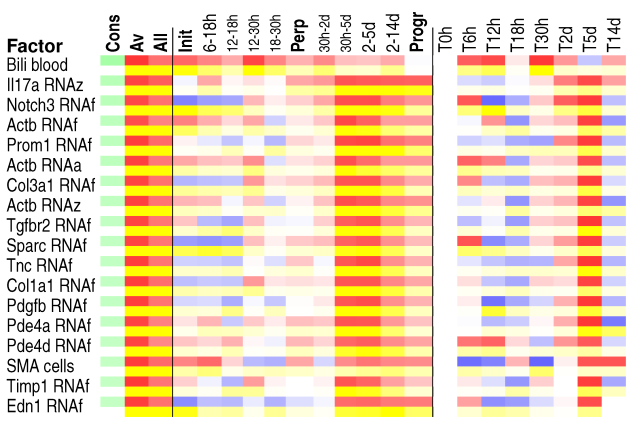 Factor Cons Av All Init 6-18h 12-18h 12-30h 18-30h Perp 30h-2d 30h-5d 2-5d 2-14d Progr T0h T6h T12h T18h T30h T2d T5d T14d
Bili blood
Il17a RNAz
Notch3 RNAf
Actb RNAf
Prom1 RNAf
Actb RNAa
Col3a1 RNAf
Actb RNAz
Tgfbr2 RNAf
Sparc RNAf
Tnc RNAf
Col1a1 RNAf
Pdgfb RNAf
Pde4a RNAf
Pde4d RNAf
SMA cells
Timp1 RNAf
Edn1 RNAf